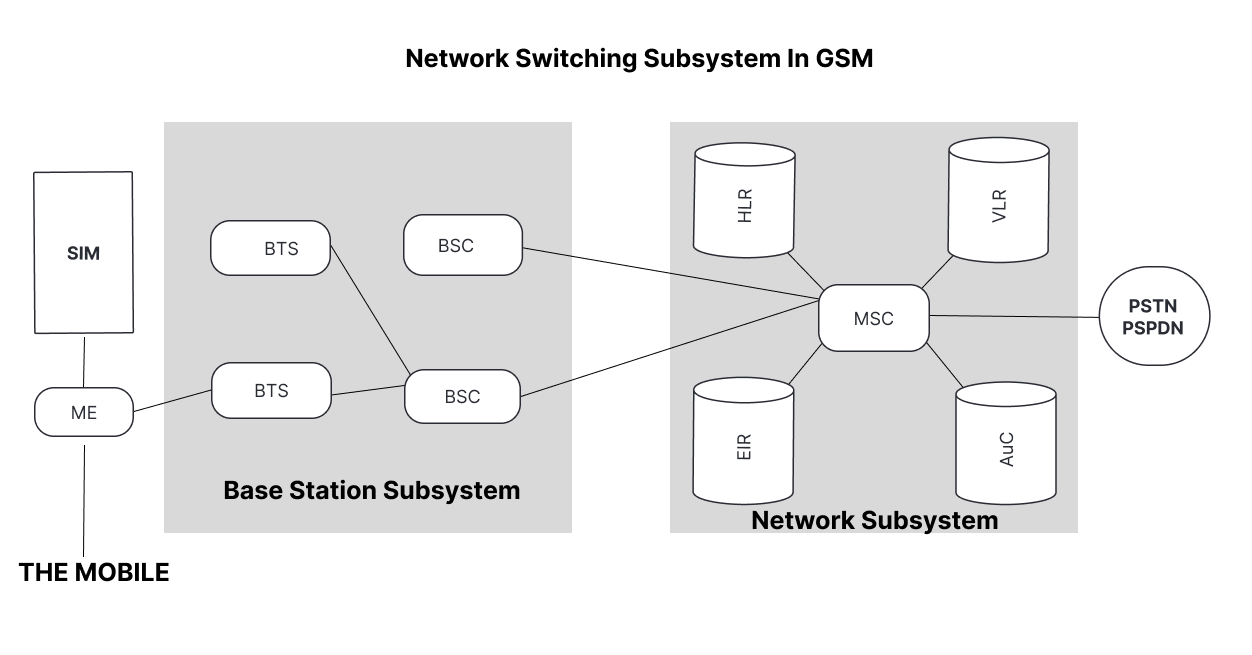 Network Switching Subsystem In GSM
SIM
ME
THE MOBILE
BTS
BSC
BTS
BSC
Base Station Subsystem
HLR
VLR
MSC
EIR
AuC
Network Subsystem
PSTN
PSPDN